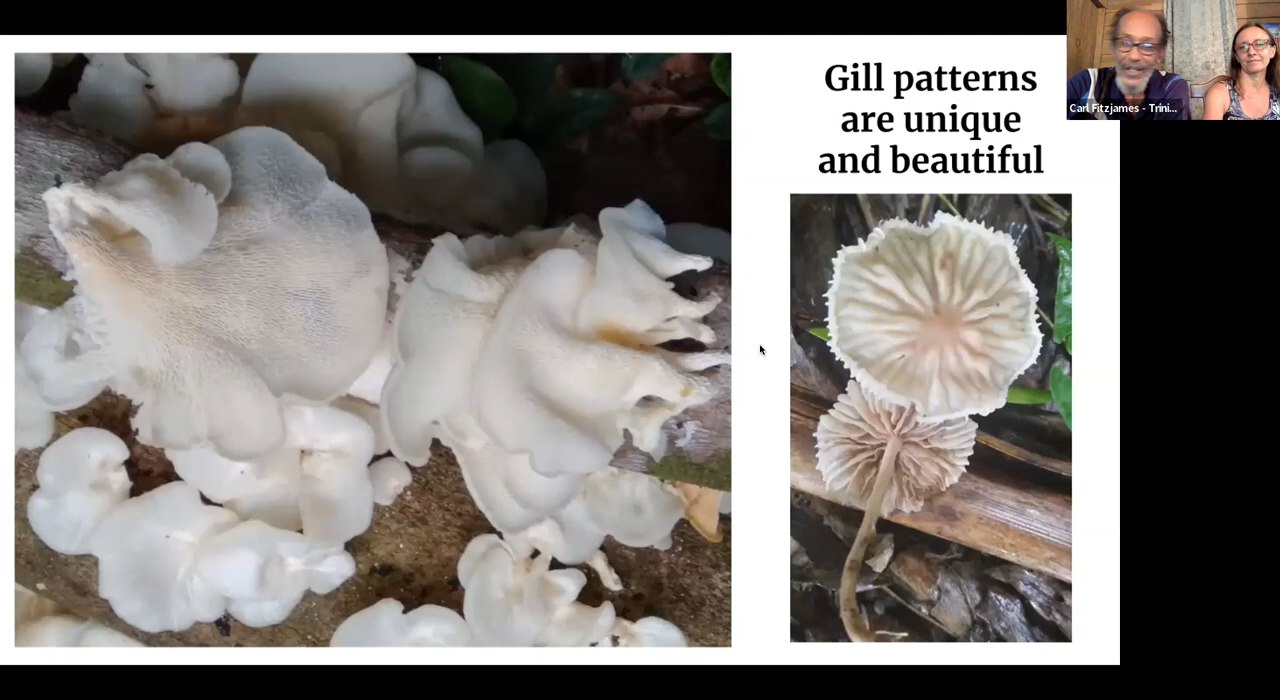 Gill patterns
are unique
and beautiful
Carl Fitzjames - Trini...